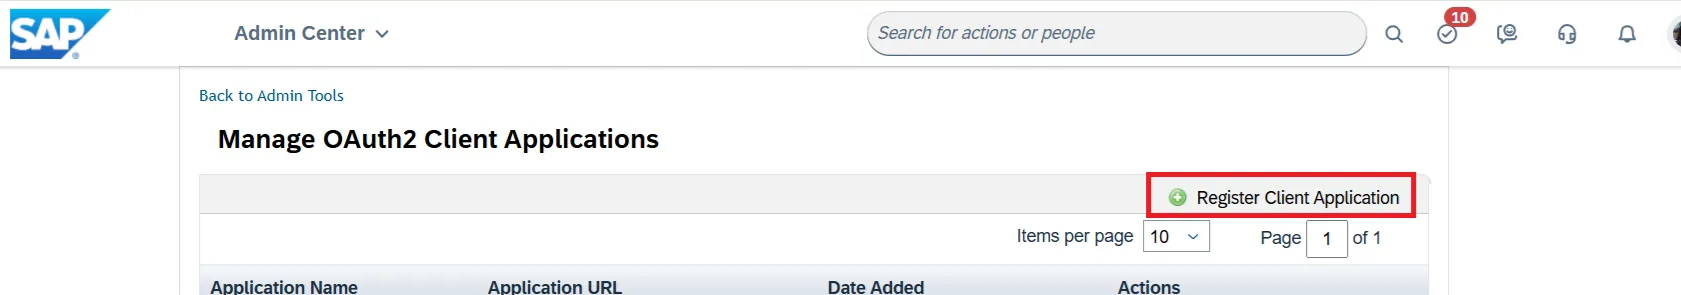 SAP ®
Admin Center
Search for actions or people
10
Back to Admin Tools
Manage OAuth2 Client Applications
Register Client Application
Items per page 10 Page 1 of 1
Application Name Application URL Date Added Actions